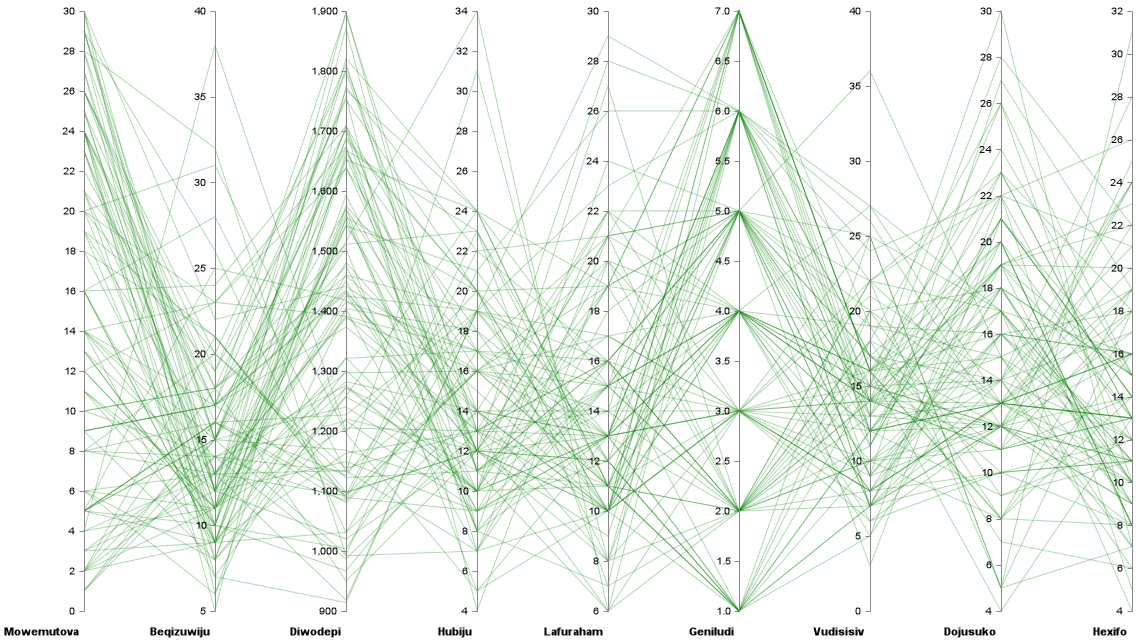 30 40 1,900 34 30 7.0 40 30 32
28 35 1,800 32 28 6.5 35 28 30
26 30 1,700 30 26 6.0 30 26 28
24 25 1,600 28 24 5.5 25 24 26
22 20 1,500 26 22 5.0 20 22 24
20 15 1,400 24 20 4.5 15 20 22
18 10 1,300 22 18 4.0 10 18 20
16 5 1,200 20 16 3.5 5 16 18
14 1,100 18 14 3.0 0 14 16
12 1,000 16 12 2.5 12 14
10 900 14 10 2.0 10 12
8 12 8 1.5 8 10
6 10 6 1.0 6 8
4 8 4 6
2 6 4
0 4
Mowemutova Beqizuwiju Diwodepi Hubiju Lafuraham Geniludi Vudisisiv Dojusuko Hexifo